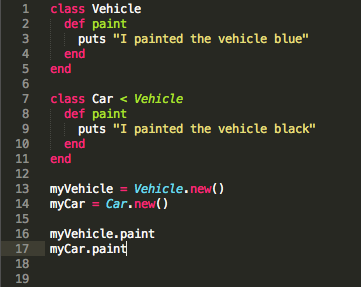 1 class Vehicle
2   def paint
3     puts "I painted the vehicle blue"
4   end
5 end
6
7 class Car < Vehicle
8   def paint
9     puts "I painted the vehicle black"
10   end
11 end
12
13 myVehicle = Vehicle.new()
14 myCar = Car.new()
15
16 myVehicle.paint
17 myCar.paint
18
19